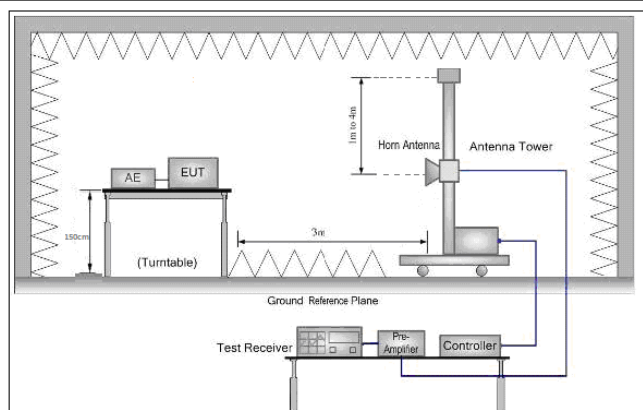 1m to 4m
Horn Antenna
Antenna Tower
AE
EUT
150cm
(Turntable)
3m
Ground Reference Plane
Test Receiver
Pre-
Amplifier
Controller